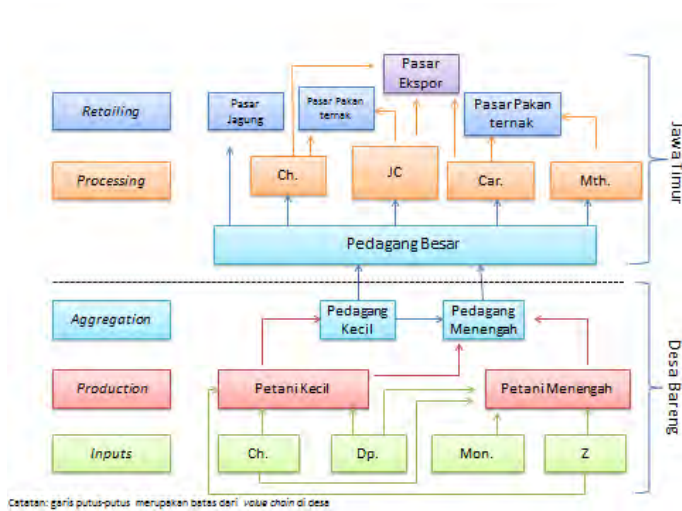 Pasar
Ekspor
Retailing
Pasar
Jagung
Pasar Pakan
ternak
Pasar Pakan
ternak
Processing
Ch.
JC
Car.
Mth.
Pedagang Besar
Jawa Timur
Aggregation
Pedagang
Kecil
Pedagang
Menengah
Production
Petani Kecil
Petani Menengah
Desa Bareng
Inputs
Ch.
Dp.
Mon.
Z
Catatan: garis putus-putus merupakan batas dari value chain di desa